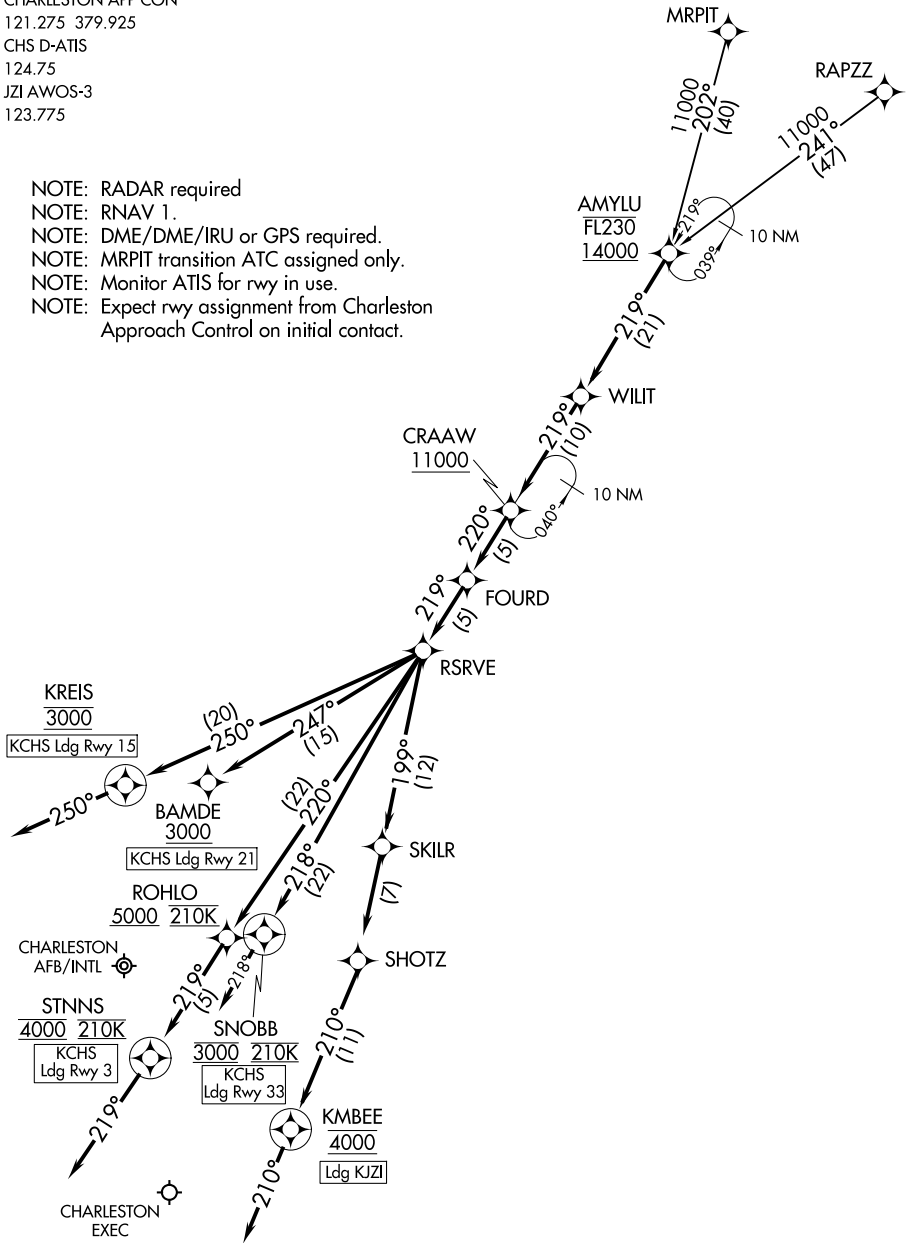 CHARLESTON APP CON
121.275 379.925
CHS D-ATIS
124.75
JZI AWOS-3
123.775
NOTE: RADAR required
NOTE: RNAV 1.
NOTE: DME/DME/IRU or GPS required.
NOTE: MRPIT transition ATC assigned only.
NOTE: Monitor ATIS for rwy in use.
NOTE: Expect rwy assignment from Charleston
Approach Control on initial contact.
MRPIT
RAPZZ
11000
202°
(40)
11000
241°
(47)
AMYLU
FL230
14000
219°
039°
10 NM
219°
(21)
WILIT
219°
(10)
CRAAW
11000
040°
10 NM
220°
(5)
FOURD
219°
(5)
RSRVE
KREIS
3000
KCHS Ldg Rwy 15
(20)
250°
250°
247°
(15)
BAMDE
3000
KCHS Ldg Rwy 21
(22)
220°
218°
(22)
199°
(12)
SKILR
(7)
ROHLO
5000 210K
CHARLESTON
AFB/INTL
SHOTZ
219°
(5)
218°
STNNS
4000 210K
KCHS
Ldg Rwy 3
SNOBB
3000 210K
KCHS
Ldg Rwy 33
210°
(11)
KMBEE
4000
Ldg KJZI
219°
210°
CHARLESTON
EXEC